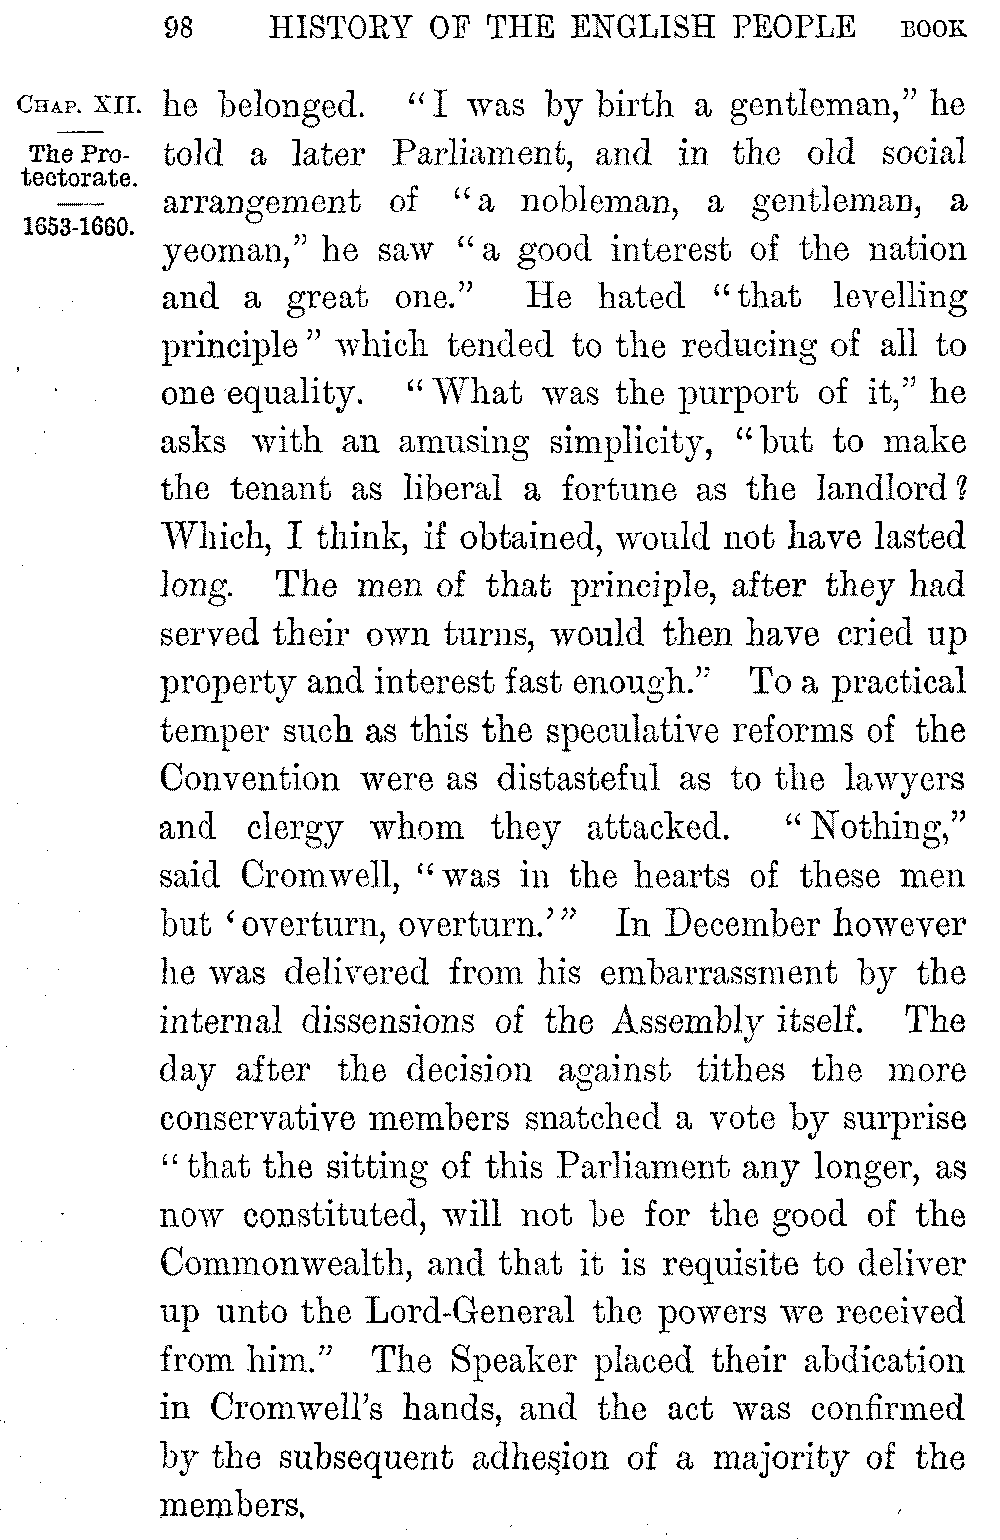 98 HISTORY OF THE ENGLISH PEOPLE BOOK
CHAP. XII.
The Pro-
tectorate.
1653-1660.
he belonged. "I was by birth a gentleman," he
told a later Parliament, and in the old social
arrangement of "a nobleman, a gentleman, a
yeoman," he saw "a good interest of the nation
and a great one." He hated "that levelling
principle" which tended to the reducing of all to
one equality. "What was the purport of it," he
asks with an amusing simplicity, "but to make
the tenant as liberal a fortune as the landlord?
Which, I think, if obtained, would not have lasted
long. The men of that principle, after they had
served their own turns, would then have cried up
property and interest fast enough." To a practical
temper such as this the speculative reforms of the
Convention were as distasteful as to the lawyers
and clergy whom they attacked. "Nothing,"
said Cromwell, "was in the hearts of these men
but 'overturn, overturn.'" In December however
he was delivered from his embarrassment by the
internal dissensions of the Assembly itself. The
day after the decision against tithes the more
conservative members snatched a vote by surprise
"that the sitting of this Parliament any longer, as
now constituted, will not be for the good of the
Commonwealth, and that it is requisite to deliver
up unto the Lord-General the powers we received
from him." The Speaker placed their abdication
in Cromwell's hands, and the act was confirmed
by the subsequent adhesion of a majority of the
members.